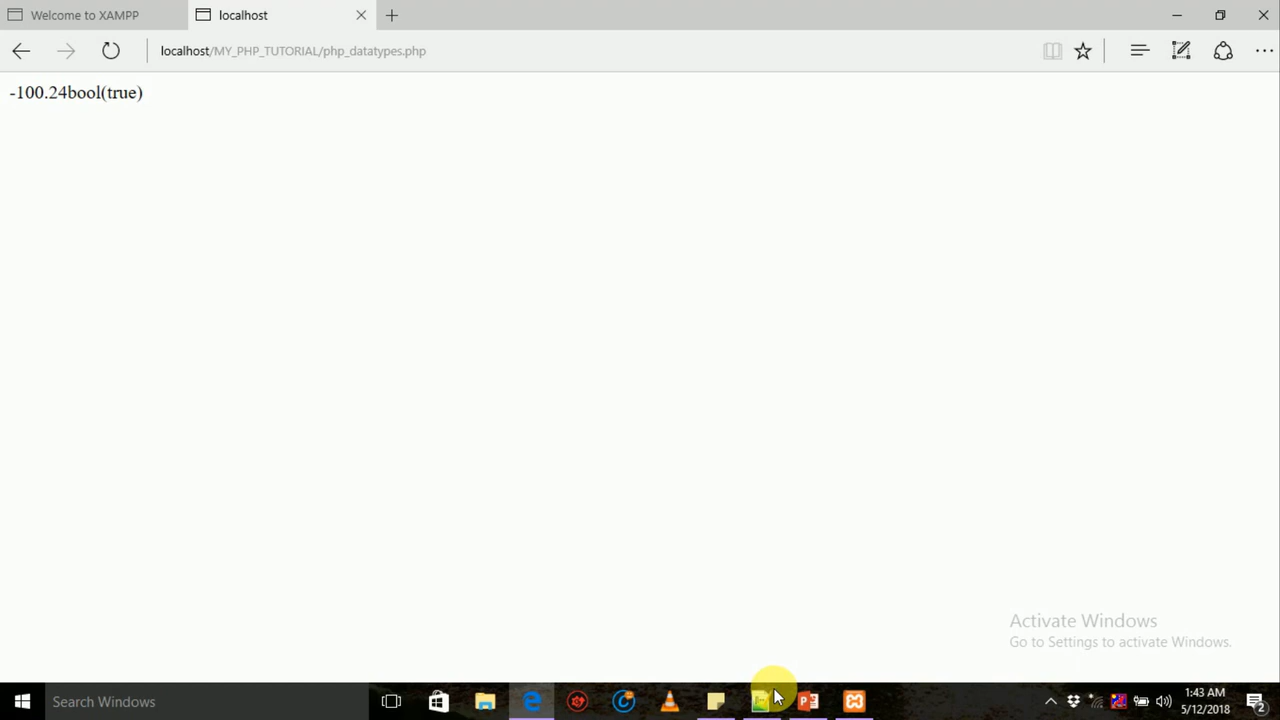 Welcome to XAMPP
localhost
localhost/MY_PHP_TUTORIAL/php_datatypes.php
-100.24bool(true)
Activate Windows
Go to Settings to activate Windows.
Search Windows
1:43 AM
5/12/2018
2